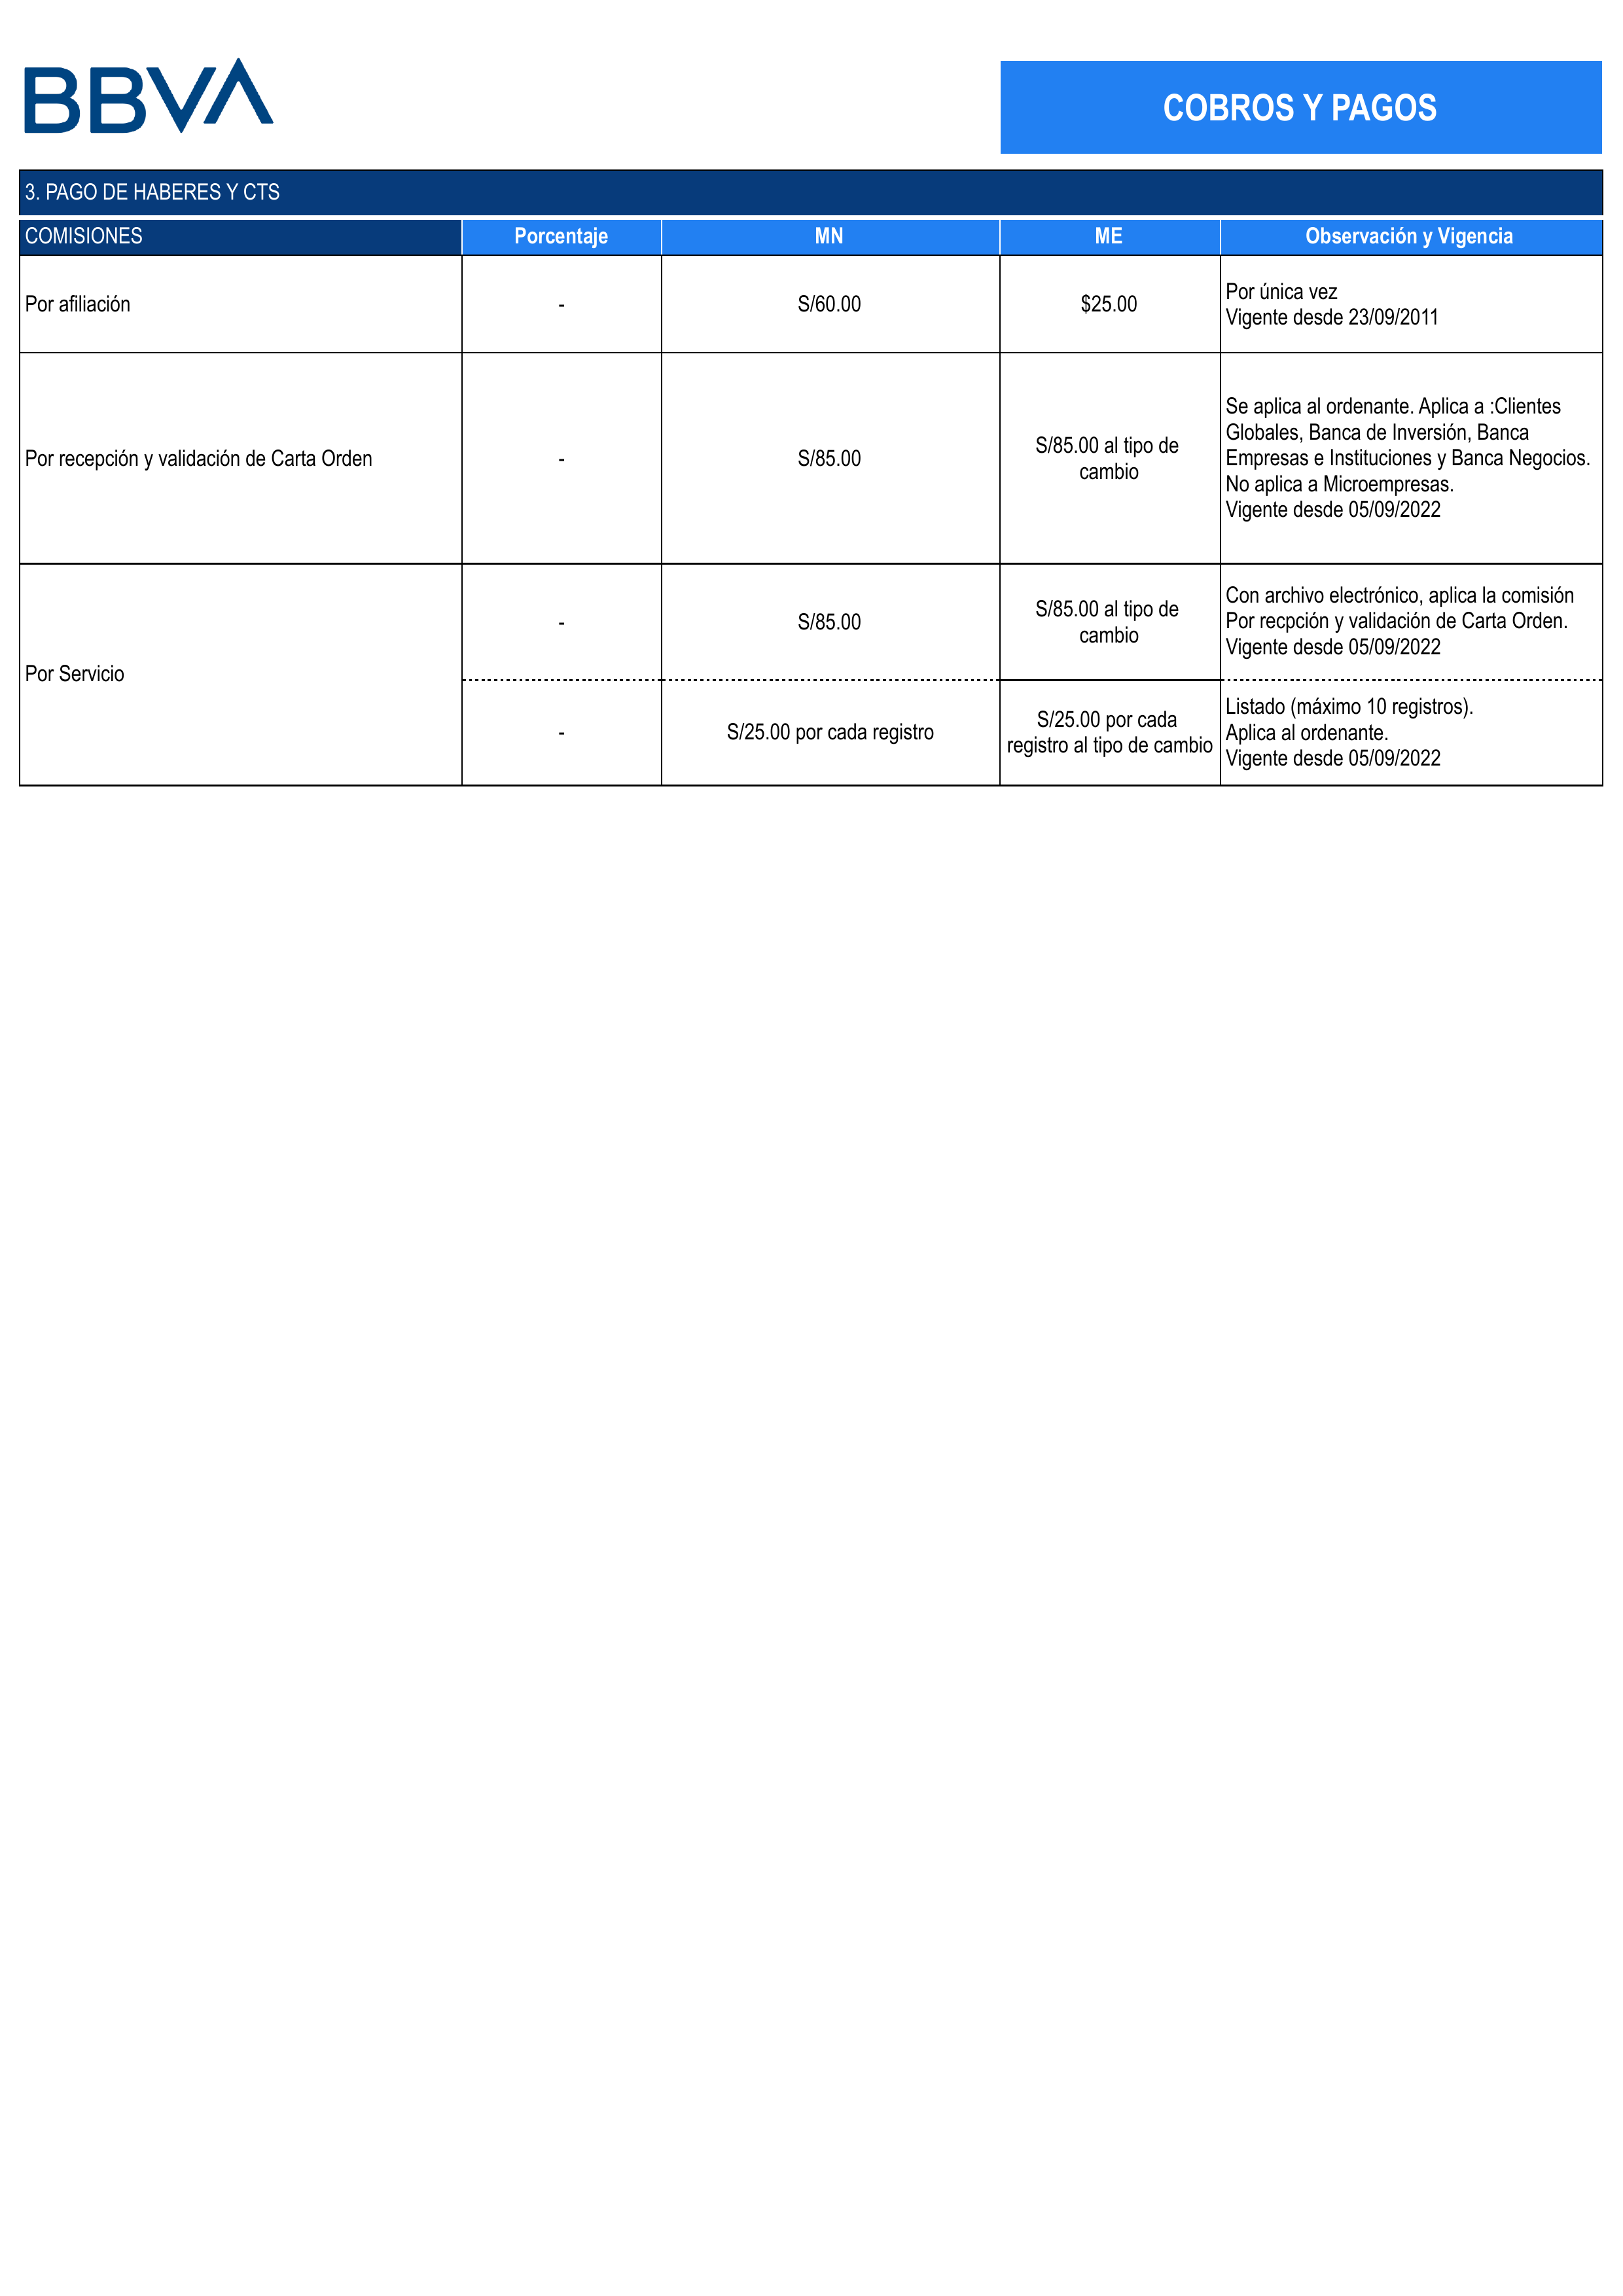 BBVA
COBROS Y PAGOS
3. PAGO DE HABERES Y CTS
COMISIONES Porcentaje MN ME Observación y Vigencia
Por afiliación - S/60.00 $25.00
Por única vez
Vigente desde 23/09/2011
Por recepción y validación de Carta Orden - S/85.00
S/85.00 al tipo de
cambio
Se aplica al ordenante. Aplica a :Clientes
Globales, Banca de Inversión, Banca
Empresas e Instituciones y Banca Negocios.
No aplica a Microempresas.
Vigente desde 05/09/2022
Por Servicio
- S/85.00
S/85.00 al tipo de
cambio
Con archivo electrónico, aplica la comisión
Por recpción y validación de Carta Orden.
Vigente desde 05/09/2022
- S/25.00 por cada registro
S/25.00 por cada
registro al tipo de cambio
Listado (máximo 10 registros).
Aplica al ordenante.
Vigente desde 05/09/2022